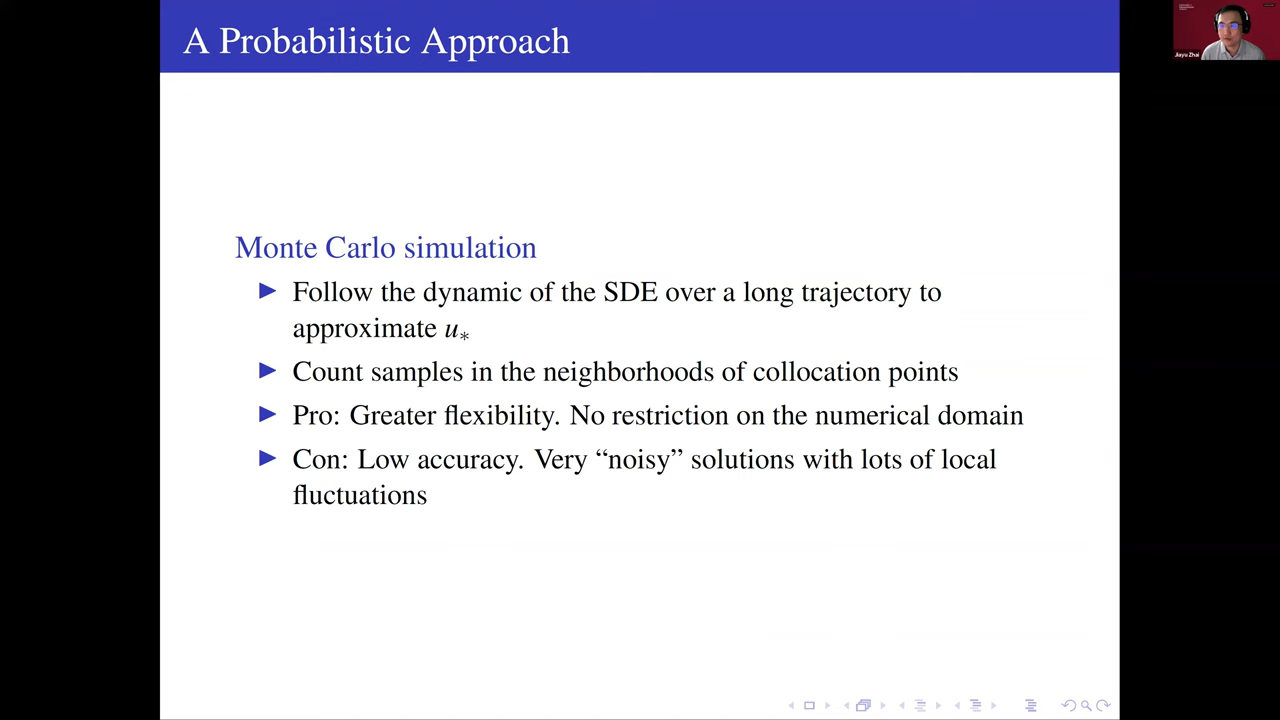 A Probabilistic Approach
Jiayu Zhai
Monte Carlo simulation
Follow the dynamic of the SDE over a long trajectory to
approximate u*
Count samples in the neighborhoods of collocation points
Pro: Greater flexibility. No restriction on the numerical domain
Con: Low accuracy. Very “noisy” solutions with lots of local
fluctuations